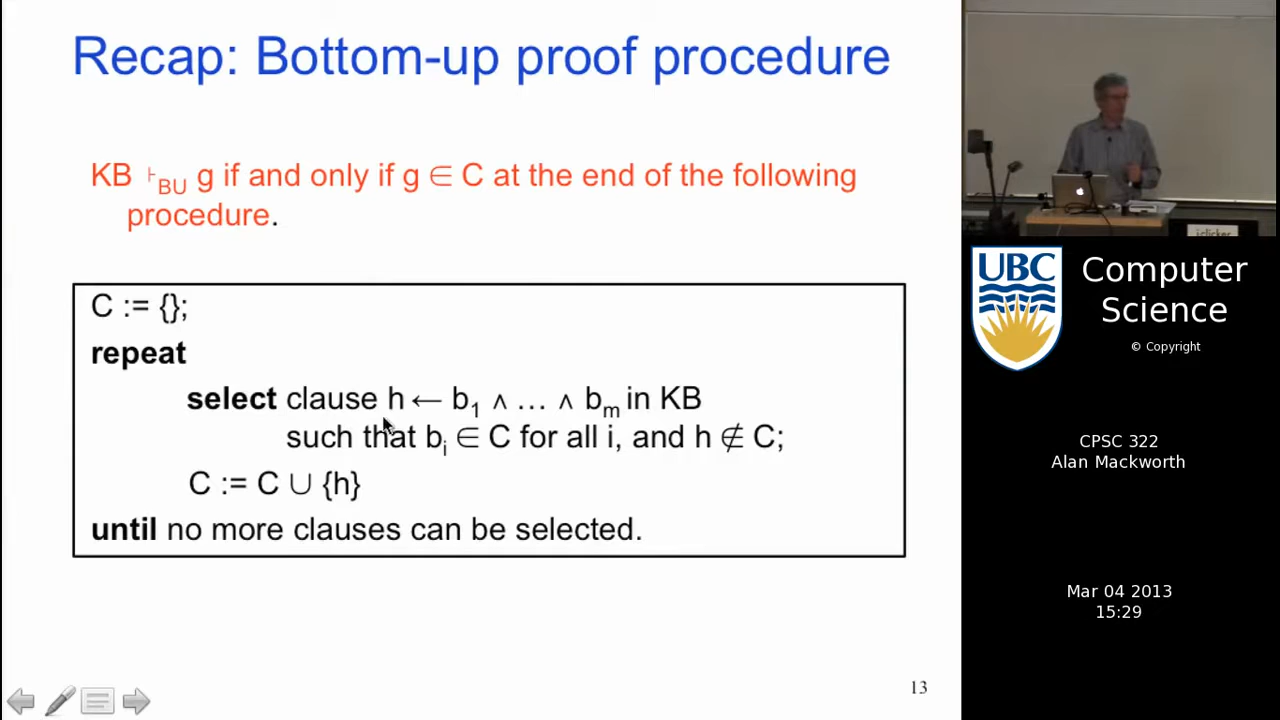 Recap: Bottom-up proof procedure
KB ⊦BU g if and only if g ∈ C at the end of the following
procedure.
C := {};
repeat
select clause h ← b1 ∧ … ∧ bm in KB
such that bi ∈ C for all i, and h ∉ C;
C := C ∪ {h}
until no more clauses can be selected.
13
i clicker
UBC
Computer
Science
© Copyright
CPSC 322
Alan Mackworth
Mar 04 2013
15:29